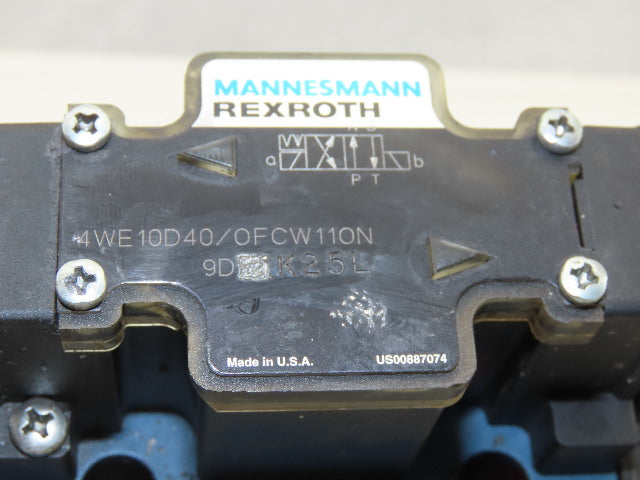 MANNESMANN
REXROTH
a b
P T
4WE10D40/OFCW110N
9D K25L
Made in U.S.A. US00887074